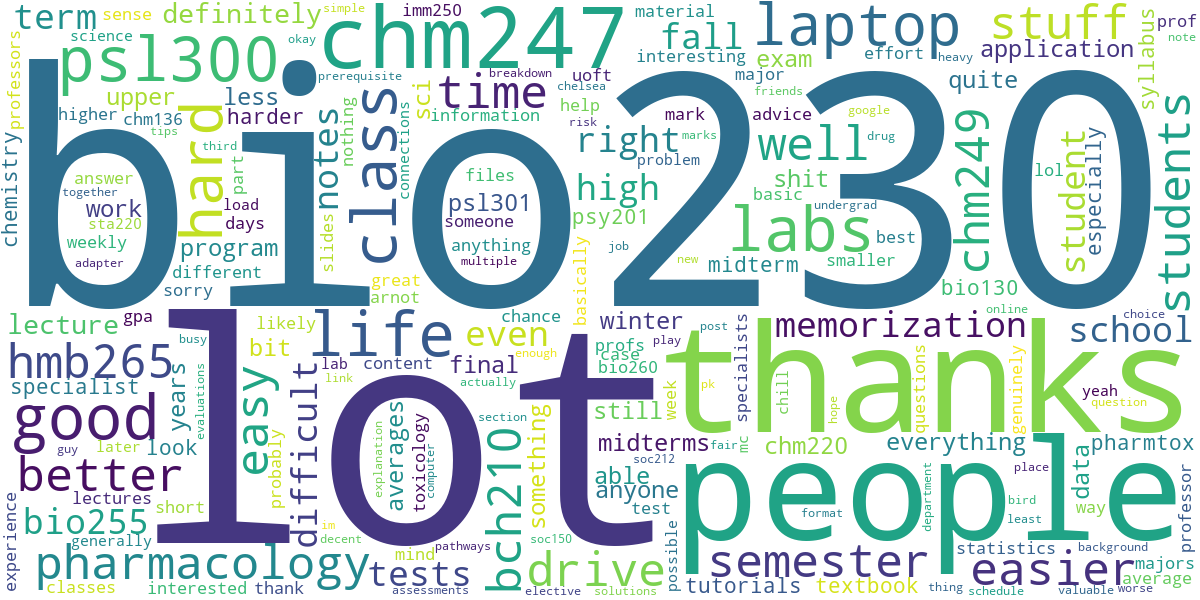 bio230
lot
chm247
thanks
people
psl300
laptop
stuff
term
definitely
sense
simple
imm250
material
fall
interesting
effort
prof
note
application
heavy
syllabus
professors
science
okay
prerequisite
breakdown
time
chelsea
uoft
exam
major
quite
upper
less
hard
higher
chm136
harder
tips
third
part
nothing
notes
class
connections
sci
information
help
risk
right
mark
marks
advice
problem
well
google
drug
chm249
student
lol
especially
students
chemistry
together
answer
work
sta220
weekly
adapter
load
days
program
different
sorry
slides
files
psl301
someone
anything
multiple
high
psy201
shit
basic
undergrad
labs
best
job
new
midterm
smaller
bio130
great
arnot
basically
lecture
gpa
likely
life
chance
even
winter
post
play
specialists
memorization
online
choice
school
busy
hmb265
bit
lab
content
final
enough
profs
case
bio260
link
actually
specialist
years
evaluations
easy
difficult
averages
good
section
still
week
pk
chill
hope
questions
genuinely
yeah
question
guy
later
look
toxicology
computer
explanation
bch210
something
midterms
fair
mc
chm220
everything
pharmtox
better
probably
soc212
able
anyone
place
data
experience
lectures
short
test
department
bird
way
professor
bio255
im
decent
mind
pathways
soc150
possible
format
least
generally
semester
statistics
background
majors
pharmacology
tests
drive
easier
average
classes
interested
thank
assessments
elective
solutions
tutorials
textbook
thing
schedule
valuable
worse